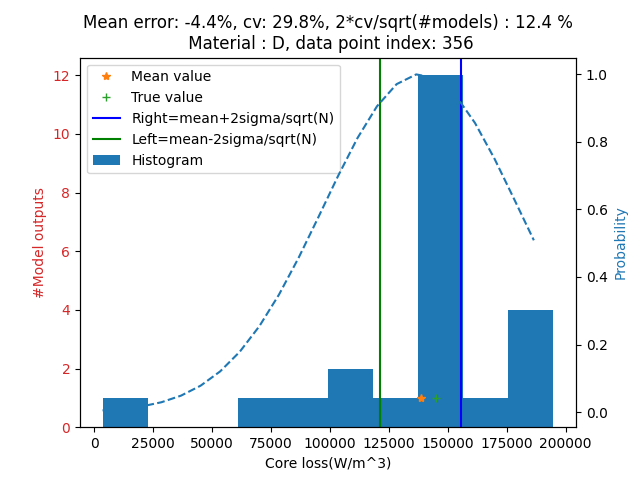 Mean error: -4.4%, cv: 29.8%, 2*cv/sqrt(#models) : 12.4 %
Material : D, data point index: 356
Mean value
True value
Right=mean+2sigma/sqrt(N)
Left=mean-2sigma/sqrt(N)
Histogram
#Model outputs
12
10
8
6
4
2
0
Probability
1.0
0.8
0.6
0.4
0.2
0.0
0 25000 50000 75000 100000 125000 150000 175000 200000
Core loss(W/m^3)